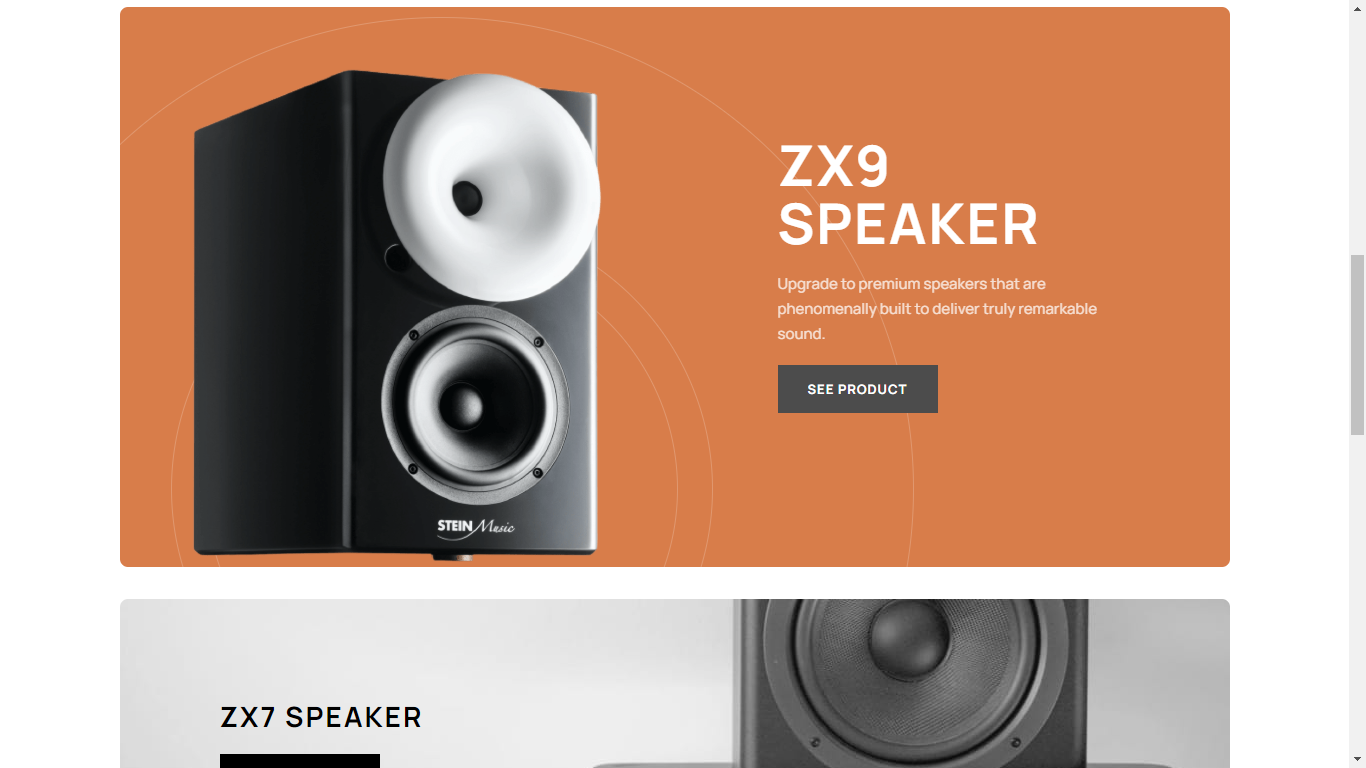 ZX9
SPEAKER
Upgrade to premium speakers that are
phenomenally built to deliver truly remarkable
sound.
SEE PRODUCT
STEIN Music
ZX7 SPEAKER